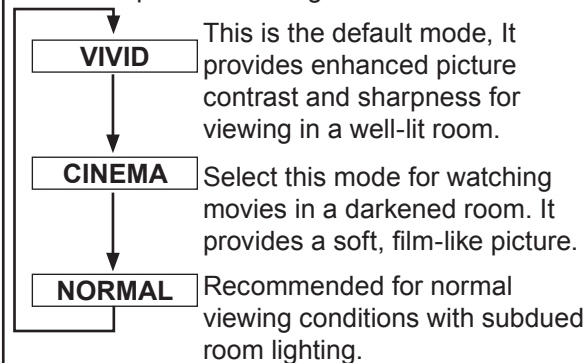 VIVID
This is the default mode, It
provides enhanced picture
contrast and sharpness for
viewing in a well-lit room.
CINEMA
Select this mode for watching
movies in a darkened room. It
provides a soft, film-like picture.
NORMAL
Recommended for normal
viewing conditions with subdued
room lighting.